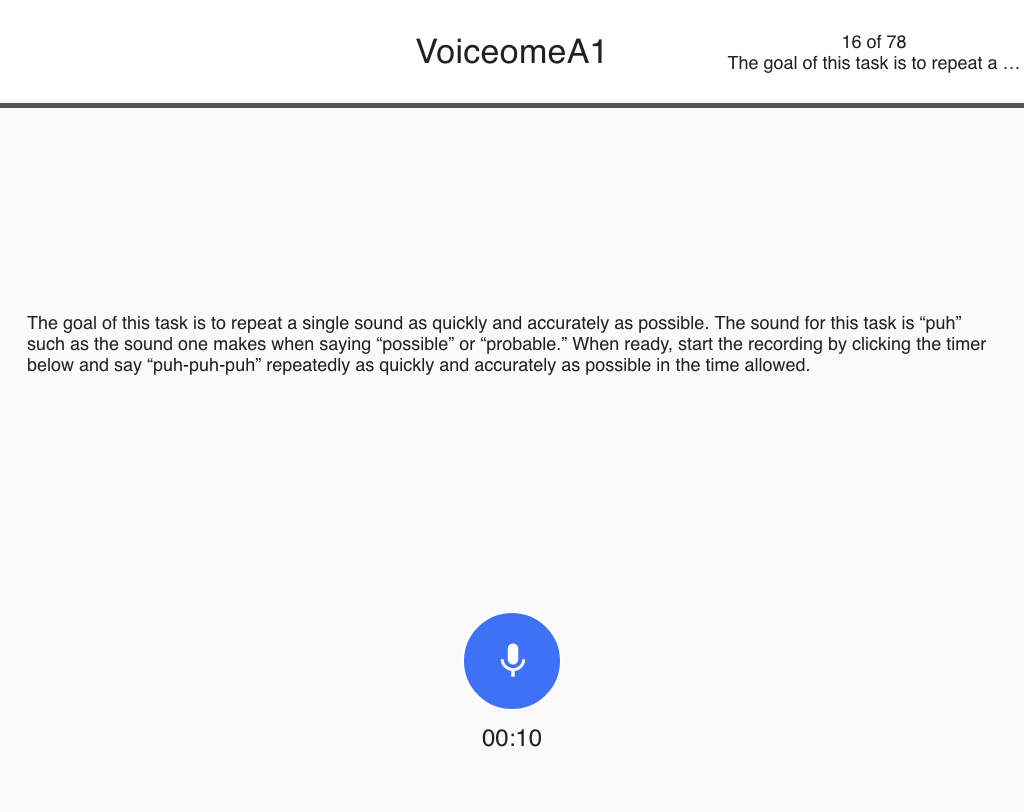 VoiceomeA1
16 of 78
The goal of this task is to repeat a …
The goal of this task is to repeat a single sound as quickly and accurately as possible. The sound for this task is “puh”
such as the sound one makes when saying “possible” or “probable.” When ready, start the recording by clicking the timer
below and say “puh-puh-puh” repeatedly as quickly and accurately as possible in the time allowed.
00:10